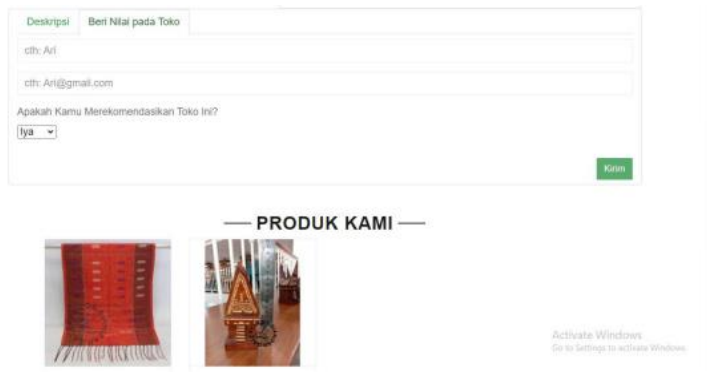 Deskripsi
Beri Nilai pada Toko
cth: Ari
cth: Ari@gmail.com
Apakah Kamu Merekomendasikan Toko Ini?
Iya
Kirim
PRODUK KAMI
Activate Windows
Go to Settings to activate Windows.